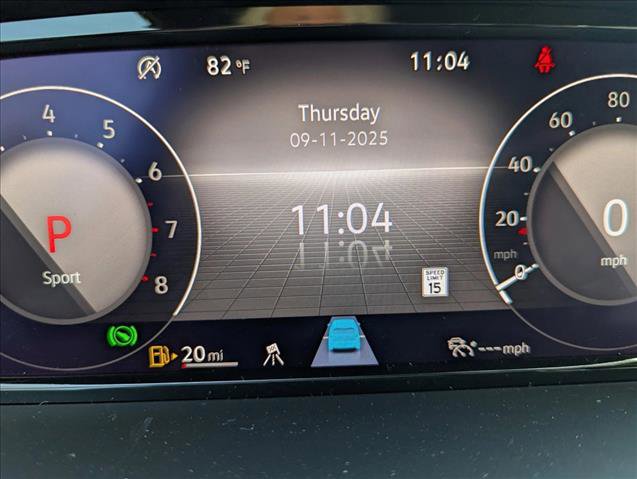 82 °F
11:04
Thursday
09-11-2025
11:04
4
5
6
7
8
P
Sport
80
60
40
20
mph
0
0
mph
SPEED
LIMIT
15
20 mi
--- mph